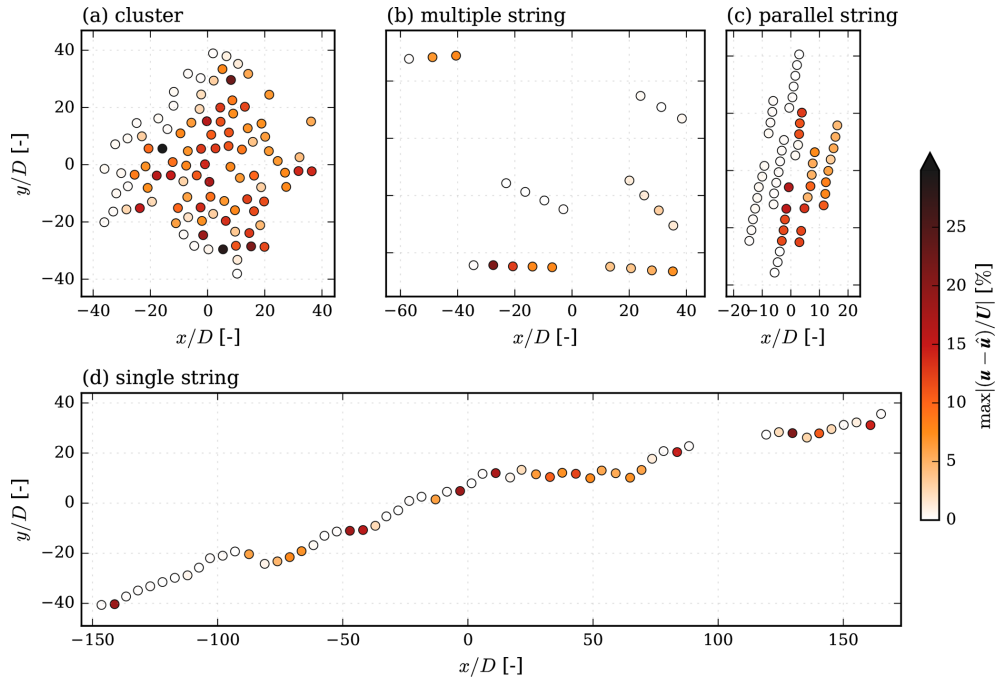 (a) cluster
(b) multiple string
(c) parallel string
y/D [-]
40
20
0
−20
−40
−40 −20 0 20 40
x/D [-]
−60 −40 −20 0 20 40
x/D [-]
−20 −10 0 10 20
x/D [-]
(d) single string
y/D [-]
40
20
0
−20
−40
−150 −100 −50 0 50 100 150
x/D [-]
25
20
15
10
5
0
max|(u − û)/U| [%]